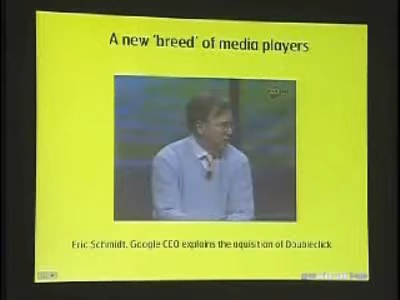 A new 'breed' of media players
Eric Schmidt, Google CEO explains the aquisition of Doubleclick